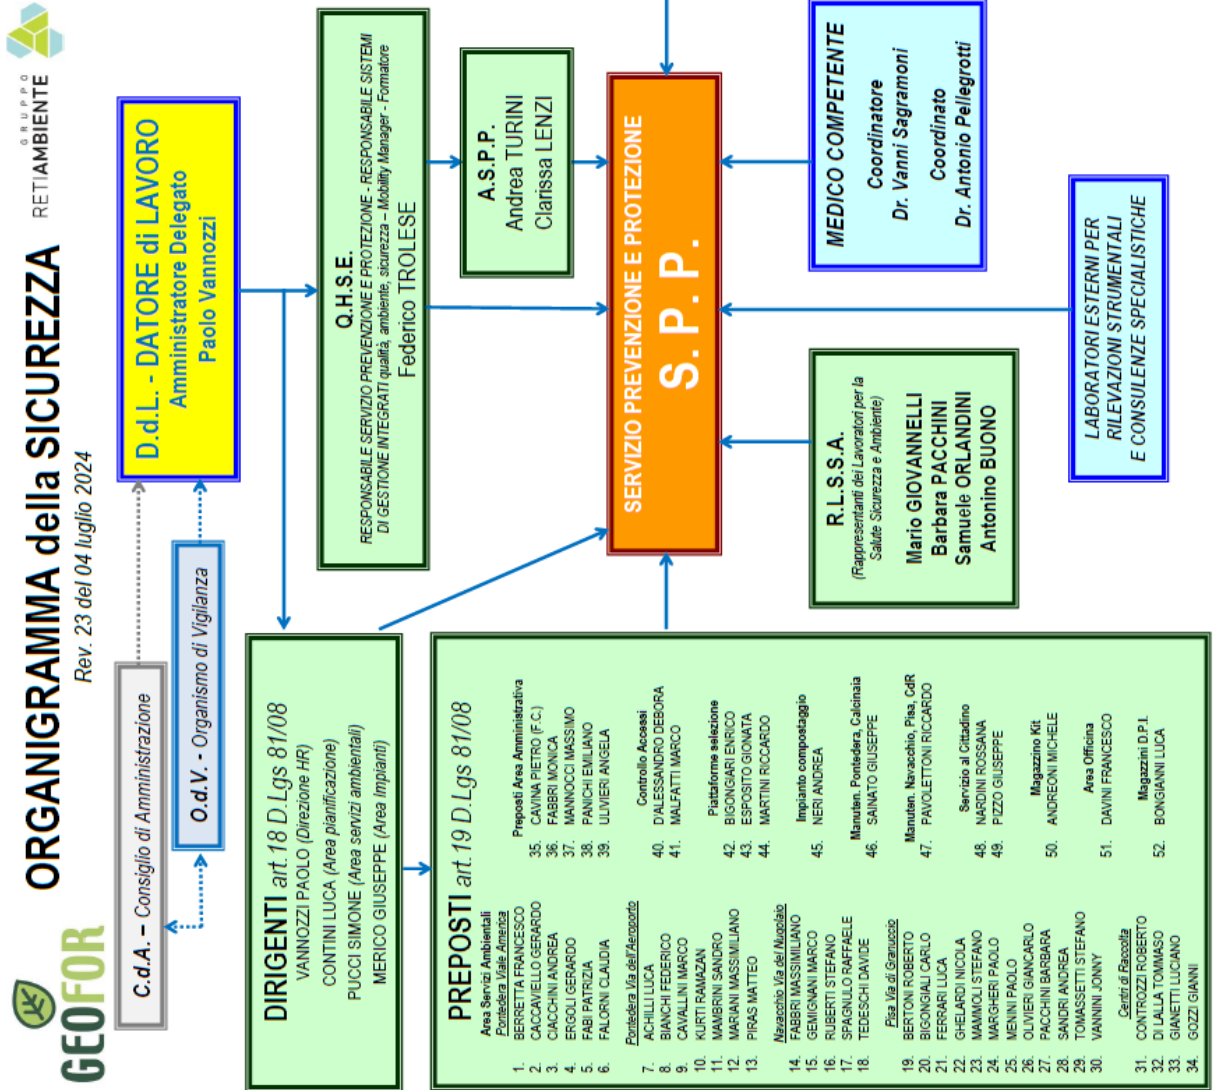 GEOFOR
ORGANIGRAMMA della SICUREZZA
Rev. 23 del 04 luglio 2024
GRUPPO
RETIAMBIENTE
C.d.A. – Consiglio di Amministrazione
O.d.V. - Organismo di Vigilanza
D.d.L. - DATORE di LAVORO
Amministratore Delegato
Paolo Vannozzi
DIRIGENTI art.18 D.Lgs 81/08
VANNOZZI PAOLO (Direzione HR)
CONTINI LUCA (Area pianificazione)
PUCCI SIMONE (Area servizi ambientali)
MERICO GIUSEPPE (Area Impianti)
Q.H.S.E.
RESPONSABILE SERVIZIO PREVENZIONE E PROTEZIONE - RESPONSABILE SISTEMI
DI GESTIONE INTEGRATI qualità, ambiente, sicurezza – Mobility Manager - Formatore
Federico TROLESE
A.S.P.P.
Andrea TURINI
Clarissa LENZI
PREPOSTI art.19 D.Lgs 81/08
Area Servizi Ambientali
Pontedera Viale America
1. BERRETTA FRANCESCO
2. CACCAVIELLO GERARDO
3. CIACCHINI ANDREA
4. ERGOLI GERARDO
5. FABI PATRIZIA
6. FALORNI CLAUDIA
Pontedera Via dell'Aeroporto
7. ACHILLI LUCA
8. BIANCHI FEDERICO
9. CAVALLINI MARCO
10. KURTI RAMAZAN
11. MAMBRINI SANDRO
12. MARIANI MASSIMILIANO
13. PIRAS MATTEO
Navacchio Via del Nugolaio
14. FABBRI MASSIMILIANO
15. GEMIGNANI MARCO
16. RUBERTI STEFANO
17. SPAGNULO RAFFAELE
18. TEDESCHI DAVIDE
Pisa Via di Granuccio
19. BERTONI ROBERTO
20. BIGONGIALI CARLO
21. FERRARI LUCA
22. GHELARDI NICOLA
23. MAMMOLI STEFANO
24. MARGHERI PAOLO
25. MENINI PAOLO
26. OLIVIERI GIANCARLO
27. PACCHINI BARBARA
28. SANDRI ANDREA
29. TOMASSETTI STEFANO
30. VANNINI JONNY
Centri di Raccolta
31. CONTROZZI ROBERTO
32. DI LALLA TOMMASO
33. GIANETTI LUCIANO
34. GOZZI GIANNI
Preposti Area Amministrativa
35. CAVINA PIETRO (F.C.)
36. FABBRI MONICA
37. MANNOCCI MASSIMO
38. PANICHI EMILIANO
39. ULIVIERI ANGELA
Controllo Accessi
40. D'ALESSANDRO DEBORA
41. MALFATTI MARCO
Piattaforme selezione
42. BIGONGIARI ENRICO
43. ESPOSITO GIONATA
44. MARTINI RICCARDO
Impianto compostaggio
45. NERI ANDREA
Manuten. Pontedera, Calcinaia
46. SAINATO GIUSEPPE
Manuten. Navacchio, Pisa, CdR
47. PAVOLETTONI RICCARDO
Servizio al Cittadino
48. NARDINI ROSSANA
49. PIZZO GIUSEPPE
Magazzino Kit
50. ANDREONI MICHELE
Area Officina
51. DAVINI FRANCESCO
Magazzini D.P.I.
52. BONGIANNI LUCA
SERVIZIO PREVENZIONE E PROTEZIONE
S. P. P.
R.L.S.S.A.
(Rappresentanti dei Lavoratori per la
Salute Sicurezza e Ambiente)
Mario GIOVANNELLI
Barbara PACCHINI
Samuele ORLANDINI
Antonino BUONO
MEDICO COMPETENTE
Coordinatore
Dr. Vanni Sagramoni
Coordinato
Dr. Antonio Pellegrotti
LABORATORI ESTERNI PER
RILEVAZIONI STRUMENTALI
E CONSULENZE SPECIALISTICHE